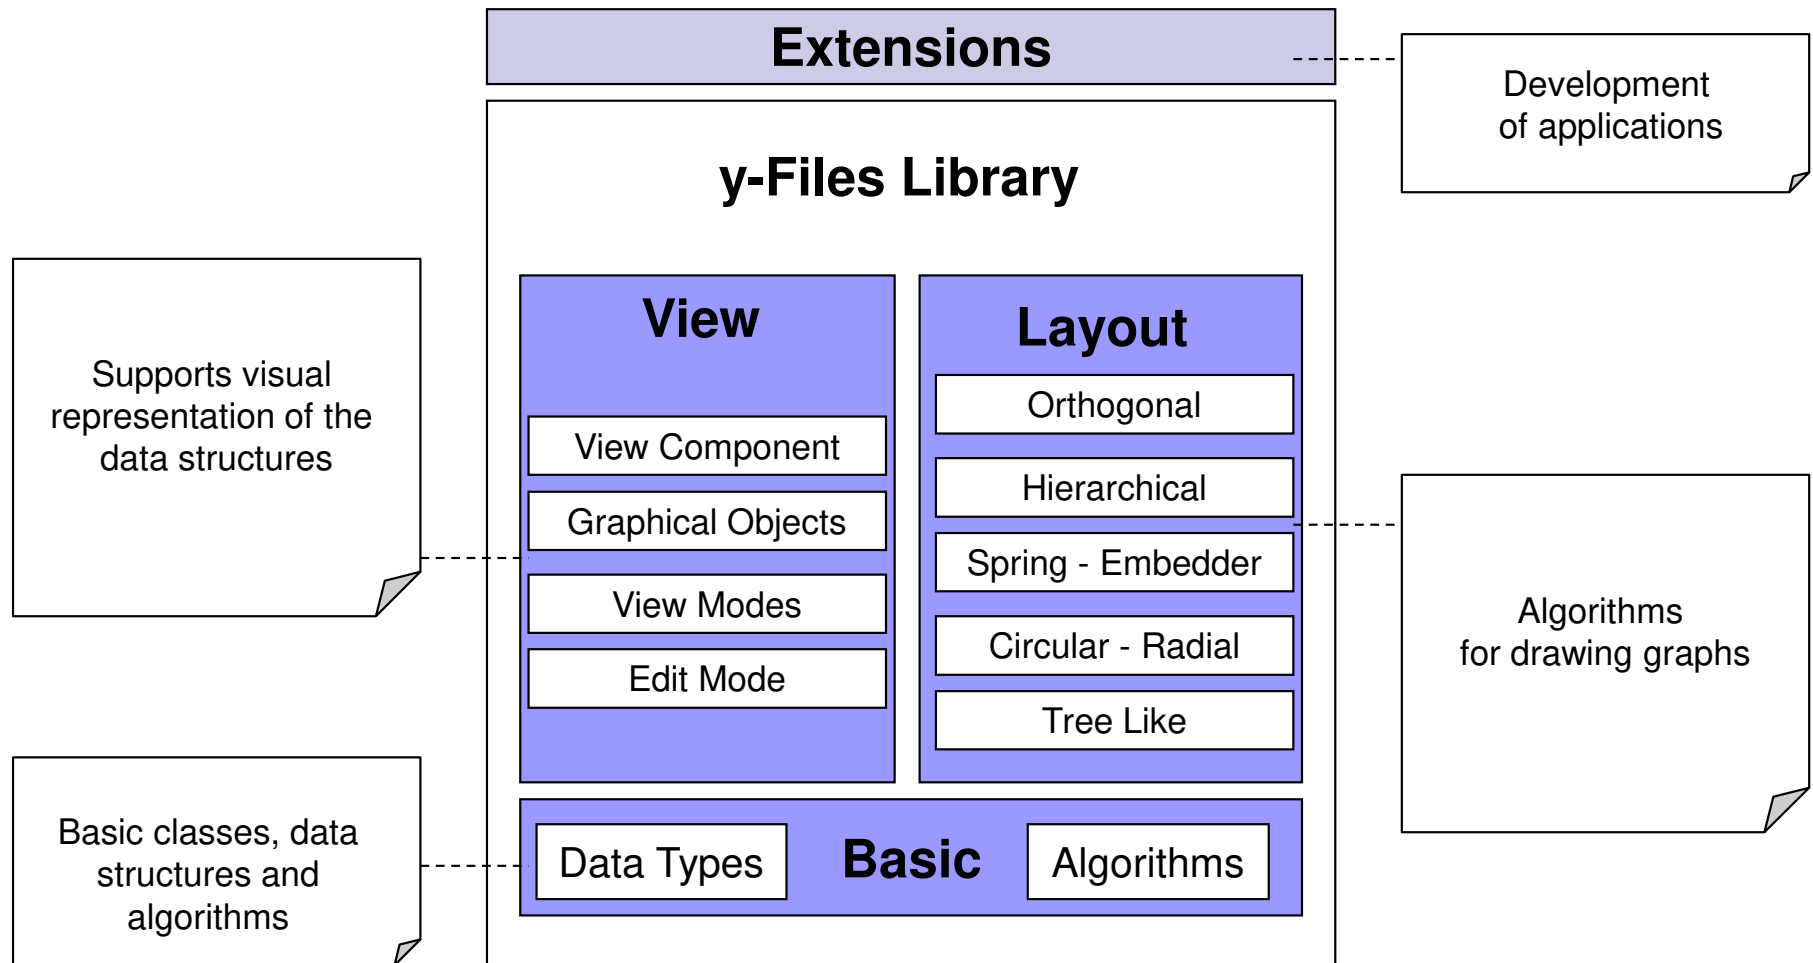 Extensions
Development
of applications
y-Files Library
Supports visual
representation of the
data structures
View
View Component
Graphical Objects
View Modes
Edit Mode
Layout
Orthogonal
Hierarchical
Spring - Embedder
Circular - Radial
Tree Like
Algorithms
for drawing graphs
Basic classes, data
structures and
algorithms
Data Types
Basic
Algorithms